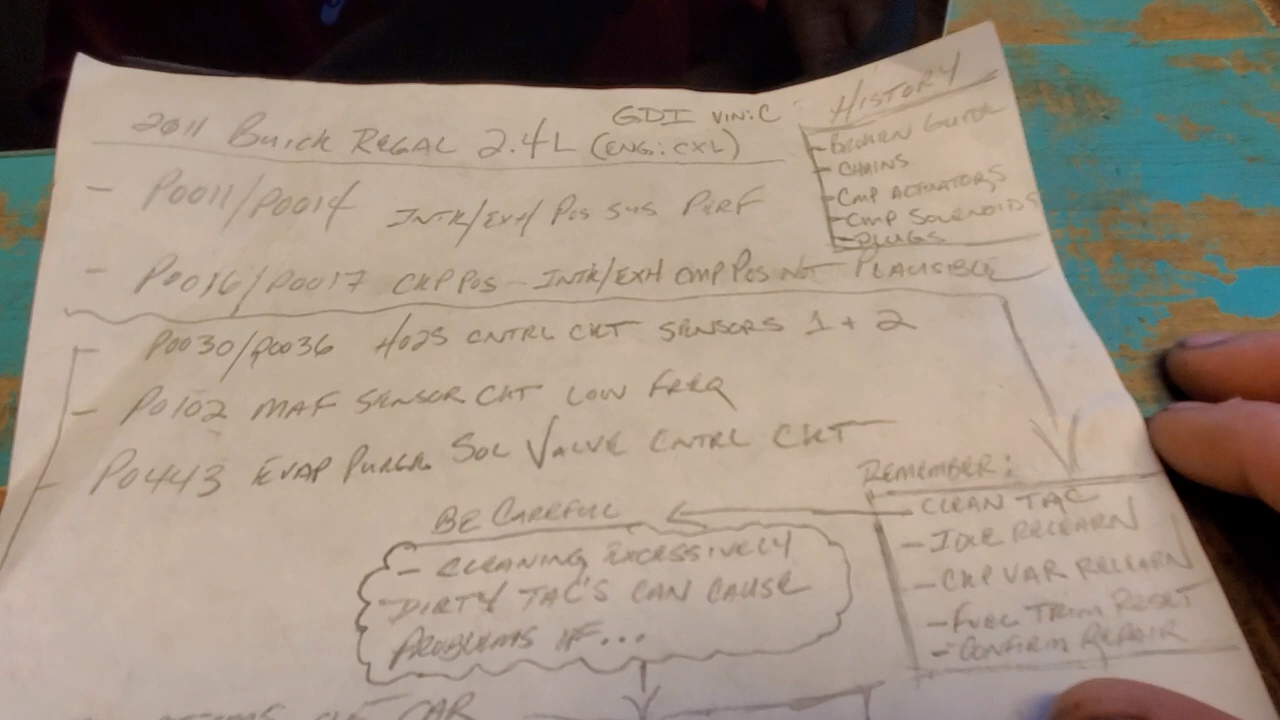 2011 Buick REGAL 2.4L GDI VIN:C
(ENG: CXL)
HISTORY
- BROKEN GUIDE
- CHAINS
- CMP ACTUATORS
- CMP SOLENOIDS
- PLUGS
- P0011/P0014 INTK/EXH/ POS SYS PERF
- P0016/P0017 CKP POS - INTK/EXH CMP POS NOT PLAUSIBLE
P0030/P0036 HO2S CNTRL CKT SENSORS 1 + 2
- P0102 MAF SENSOR CKT LOW FREQ
- P0443 EVAP PURGE SOL VALVE CNTRL CKT
REMEMBER:
CLEAN TAC
- IDLE RELEARN
- CKP VAR RELEARN
- FUEL TRIM RESET
- CONFIRM REPAIR
BE CAREFUL
- CLEANING EXCESSIVELY
DIRTY TAC'S CAN CAUSE
PROBLEMS IF...
CAR